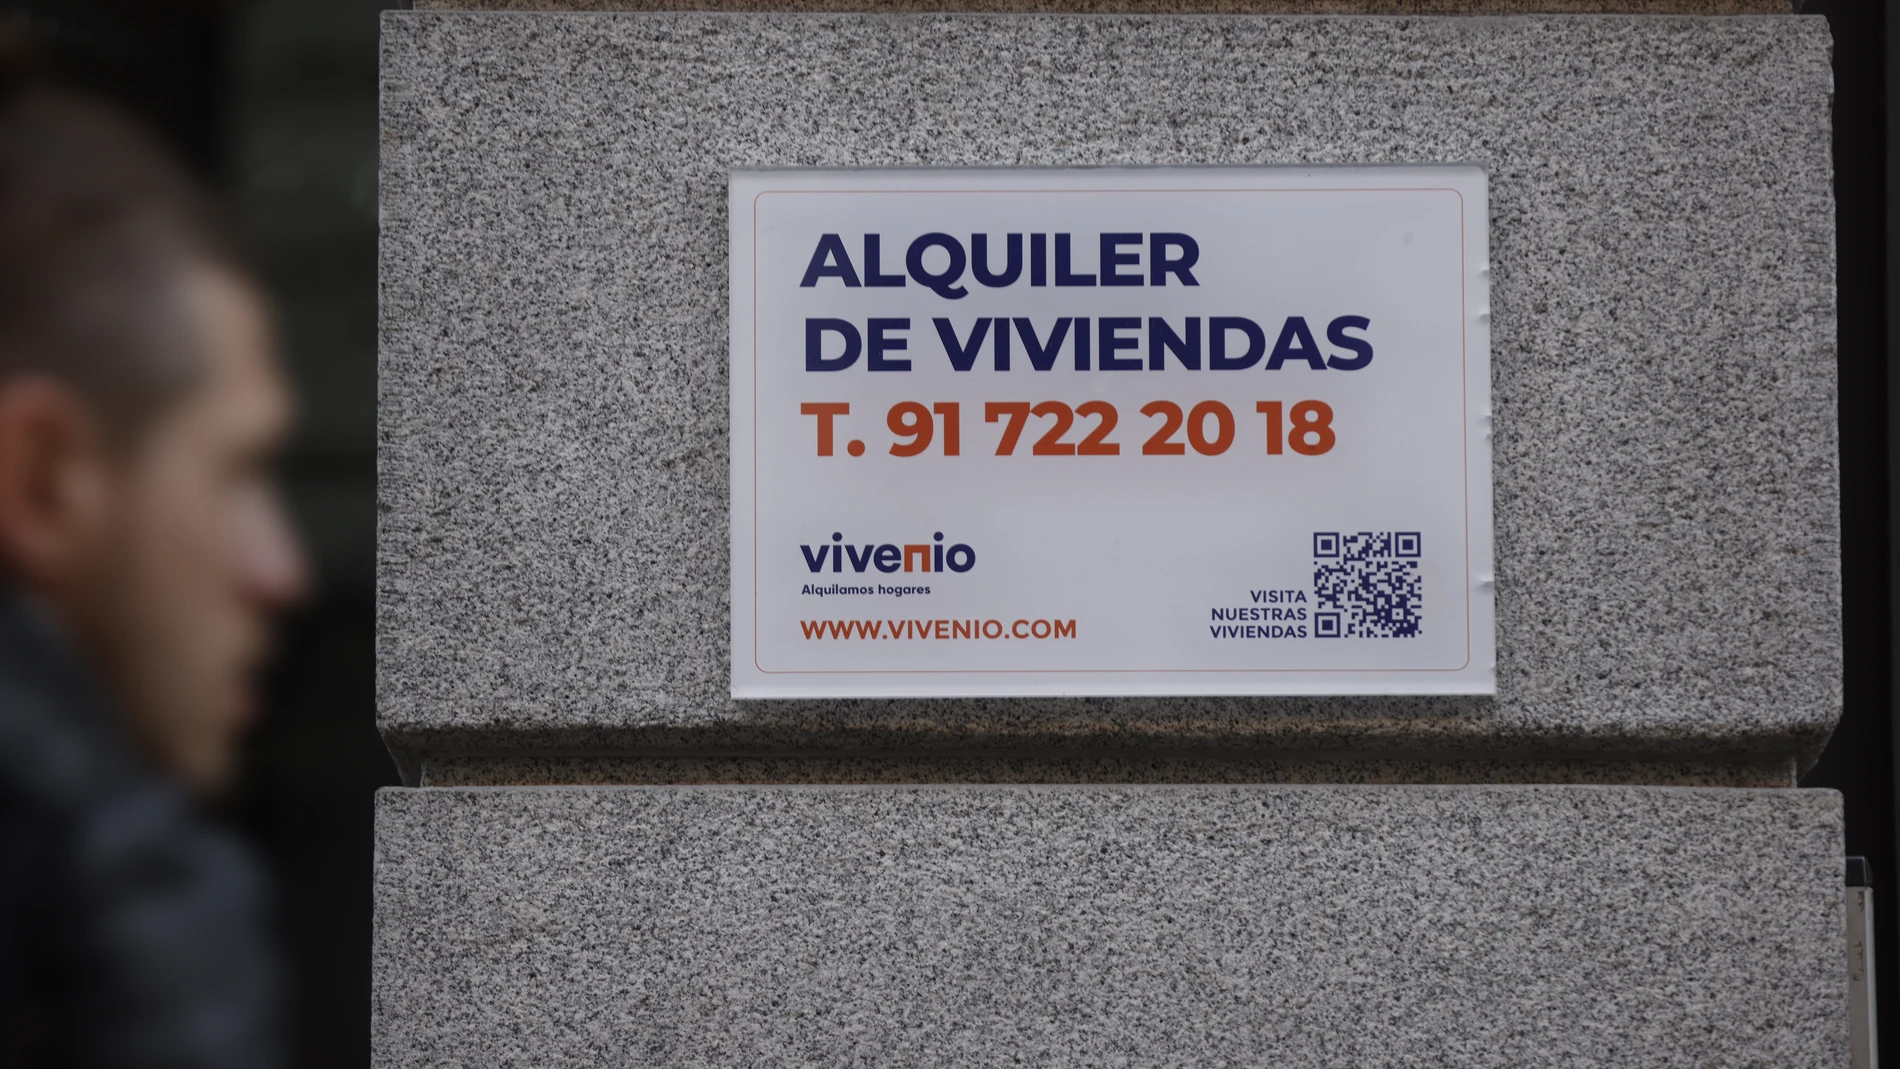 ALQUILER
DE VIVIENDAS
T. 91 722 20 18
vivenio
Alquilamos hogares
WWW.VIVENIO.COM
VISITA
NUESTRAS
VIVIENDAS